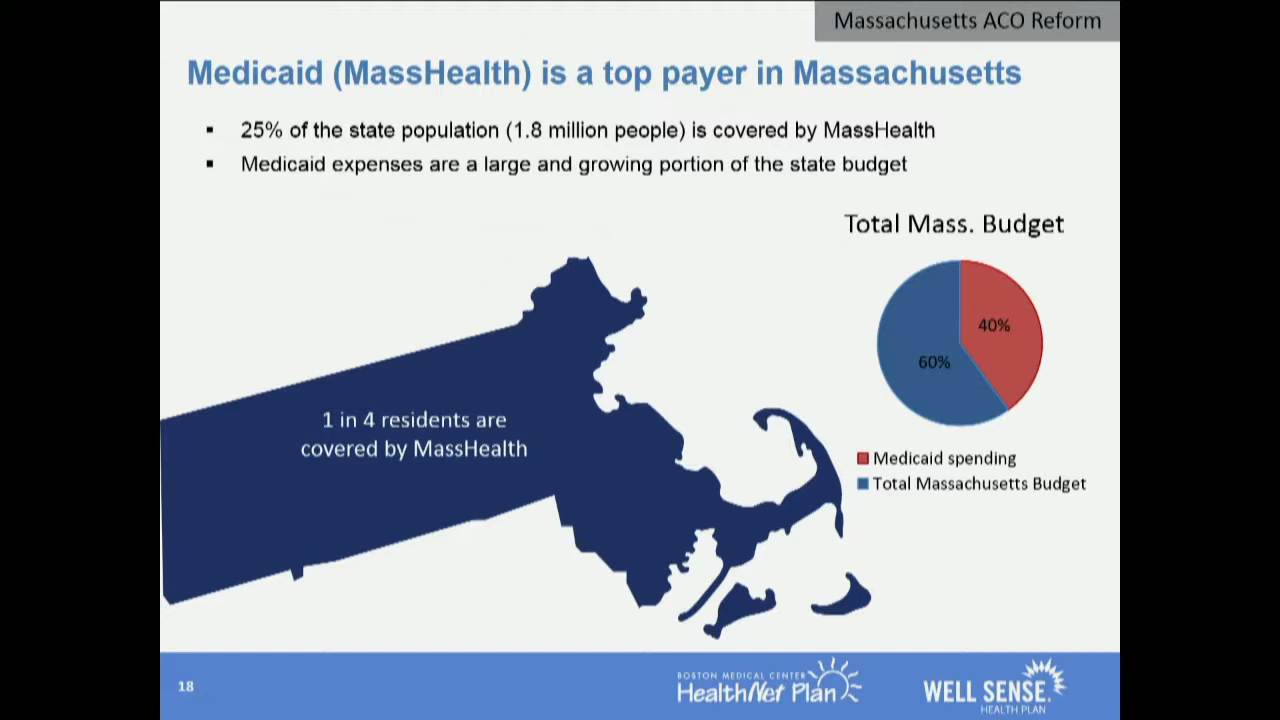 Massachusetts ACO Reform
Medicaid (MassHealth) is a top payer in Massachusetts
▪ 25% of the state population (1.8 million people) is covered by MassHealth
▪ Medicaid expenses are a large and growing portion of the state budget
Total Mass. Budget
40%
60%
1 in 4 residents are
covered by MassHealth
Medicaid spending
Total Massachusetts Budget
18
BOSTON MEDICAL CENTER
HealthNet Plan
WELL SENSE
HEALTH PLAN